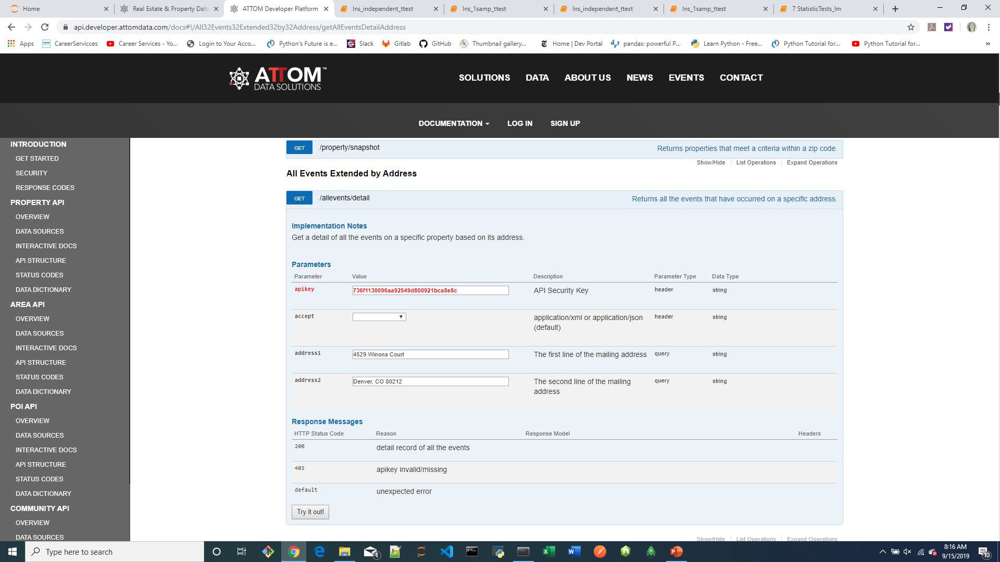 Home
Real Estate & Property Data
ATTOM Developer Platform
Ins_independent_ttest
Ins_1samp_ttest
Ins_independent_ttest
Ins_1samp_ttest
7 StatisticTests_lm
api.developer.attomdata.com/docs#!/All32Events32Extended32by32Address/getAllEventsDetailAddress
Apps
CareerServicces
Career Services - Yo...
Login to Your Acco...
Python's Future is e...
Slack
Gitlab
GitHub
Thumbnail gallery...
Home | Dev Portal
pandas: powerful P...
Learn Python - Free...
Python Tutorial for...
Python Tutorial for...
»
ATTOM™
DATA SOLUTIONS
SOLUTIONS
DATA
ABOUT US
NEWS
EVENTS
CONTACT
DOCUMENTATION
LOG IN
SIGN UP
INTRODUCTION
GET STARTED
SECURITY
RESPONSE CODES
PROPERTY API
OVERVIEW
DATA SOURCES
INTERACTIVE DOCS
API STRUCTURE
STATUS CODES
DATA DICTIONARY
AREA API
OVERVIEW
DATA SOURCES
INTERACTIVE DOCS
API STRUCTURE
STATUS CODES
DATA DICTIONARY
POI API
OVERVIEW
DATA SOURCES
INTERACTIVE DOCS
API STRUCTURE
STATUS CODES
DATA DICTIONARY
COMMUNITY API
OVERVIEW
DATA SOURCES
GET /property/snapshot Returns properties that meet a criteria within a zip code.
Show/Hide List Operations Expand Operations
All Events Extended by Address
GET /allevents/detail Returns all the events that have occurred on a specific address.
Implementation Notes
Get a detail of all the events on a specific property based on its address.
Parameters
Parameter Value Description Parameter Type Data Type
apikey 736f1130096aa92549d800921bca8e8c API Security Key header string
accept application/xml or application/json header string
(default)
address1 4529 Winona Court The first line of the mailing address query string
address2 Denver, CO 80212 The second line of the mailing query string
address
Response Messages
HTTP Status Code Reason Response Model Headers
200 detail record of all the events
403 apikey invalid/missing
default unexpected error
Try it out!
Show/Hide List Operations Expand Operations
Type here to search
1
8:16 AM
9/15/2019
10